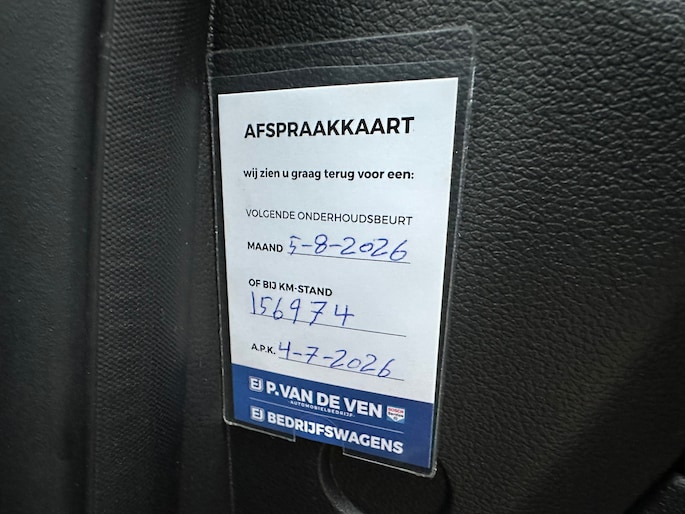 AFSPRAAKKAART
wij zien u graag terug voor een:
VOLGENDE ONDERHOUDSBEURT
MAAND 5-8-2026
OF BIJ KM-STAND
156974
A.P.K. 4-7-2026
P. VAN DE VEN
AUTOMOBIELBEDRIJF
BEDRIJFSWAGENS